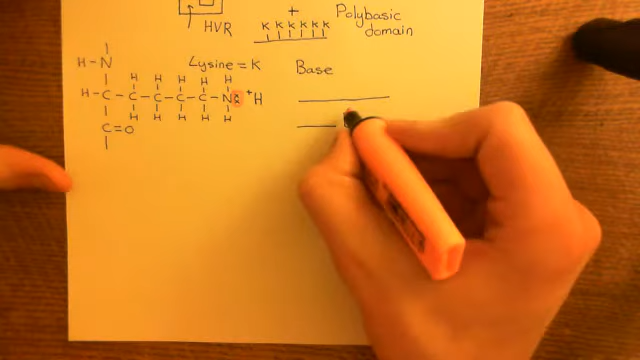 +
K K K K K K
Polybasic
domain
HVR
Lysine = K
Base
H-N
H H H H H
H-C-C-C-C-C-N: +H
H H H H H
C=O